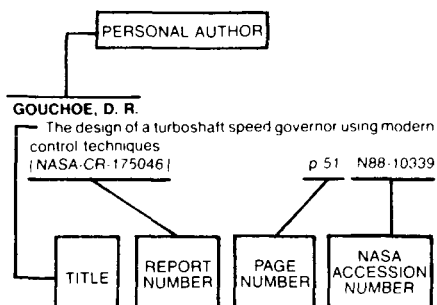 PERSONAL AUTHOR
GOUCHOE, D. R.
The design of a turboshaft speed governor using modern
control techniques
[NASA-CR-175046] p 51 N88-10339
TITLE
REPORT
NUMBER
PAGE
NUMBER
NASA
ACCESSION
NUMBER